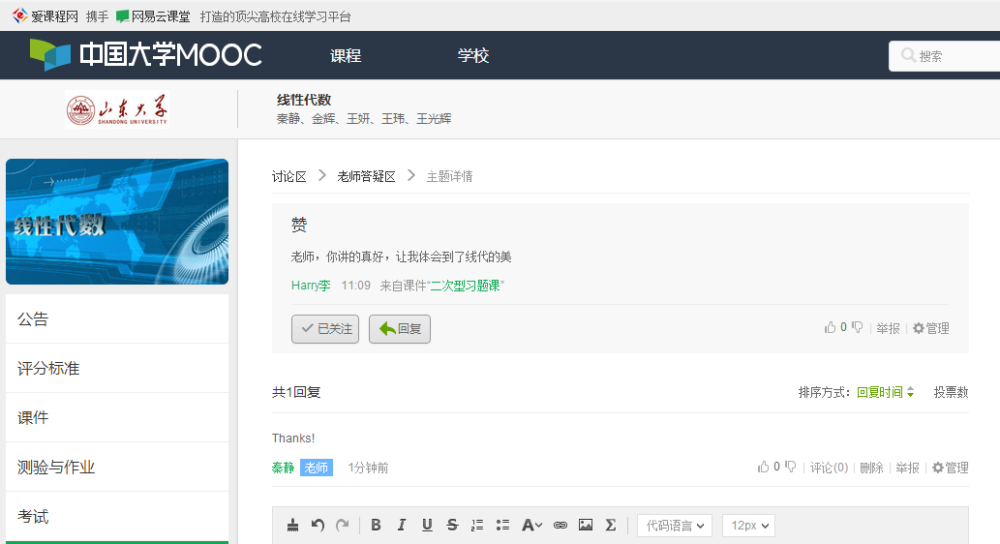 爱课程网 携手 网易云课堂 打造的顶尖高校在线学习平台
中国大学MOOC 课程 学校 搜索
山东大学
SHANDONG UNIVERSITY
线性代数
秦静、金辉、王妍、王玮、王光辉
线性代数
公告
评分标准
课件
测验与作业
考试
讨论区 老师答疑区 主题详情
赞
老师，你讲的真好，让我体会到了线代的美
Harry李 11:09 来自课件“二次型习题课”
已关注 回复 0 | 举报 | 管理
共1回复 排序方式：回复时间 投票数
Thanks!
秦静 老师 1分钟前 0 | 评论(0) | 删除 | 举报 | 管理
B I U S A Σ 代码语言 12px